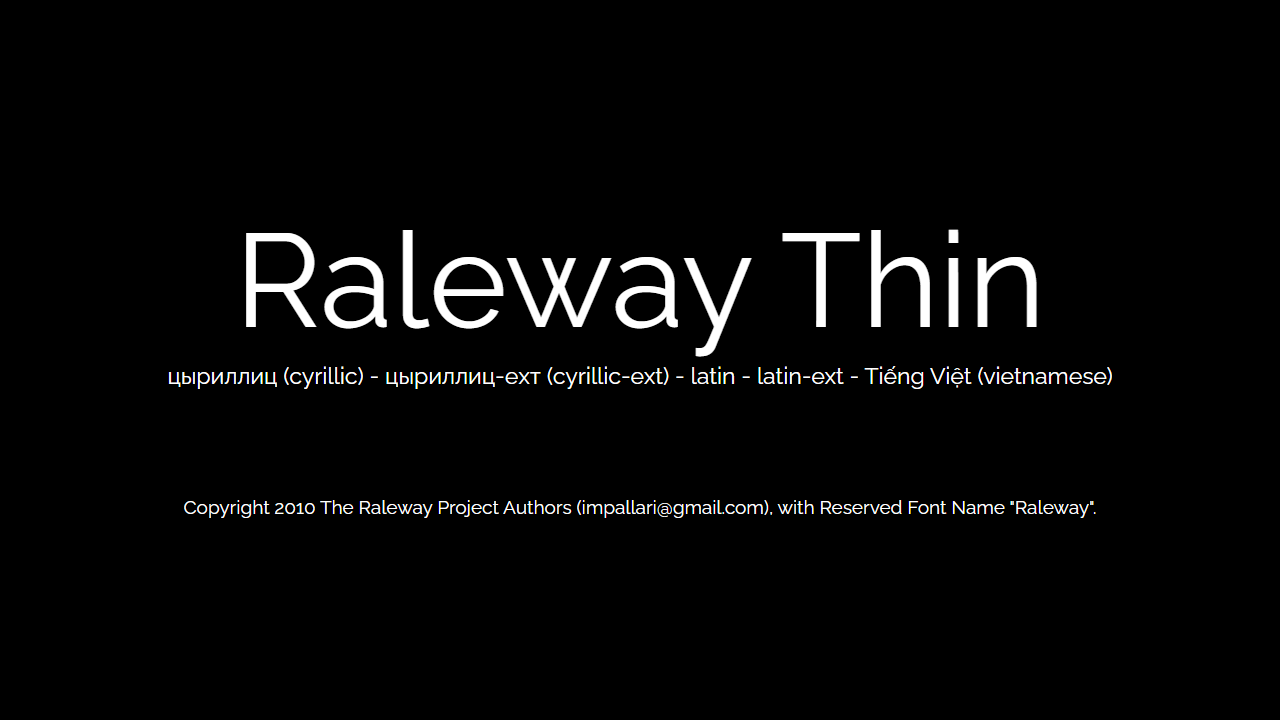 Raleway Thin
цыриллиц (cyrillic) - цыриллиц-ехт (cyrillic-ext) - latin - latin-ext - Tiếng Việt (vietnamese)
Copyright 2010 The Raleway Project Authors (impallari@gmail.com), with Reserved Font Name "Raleway".